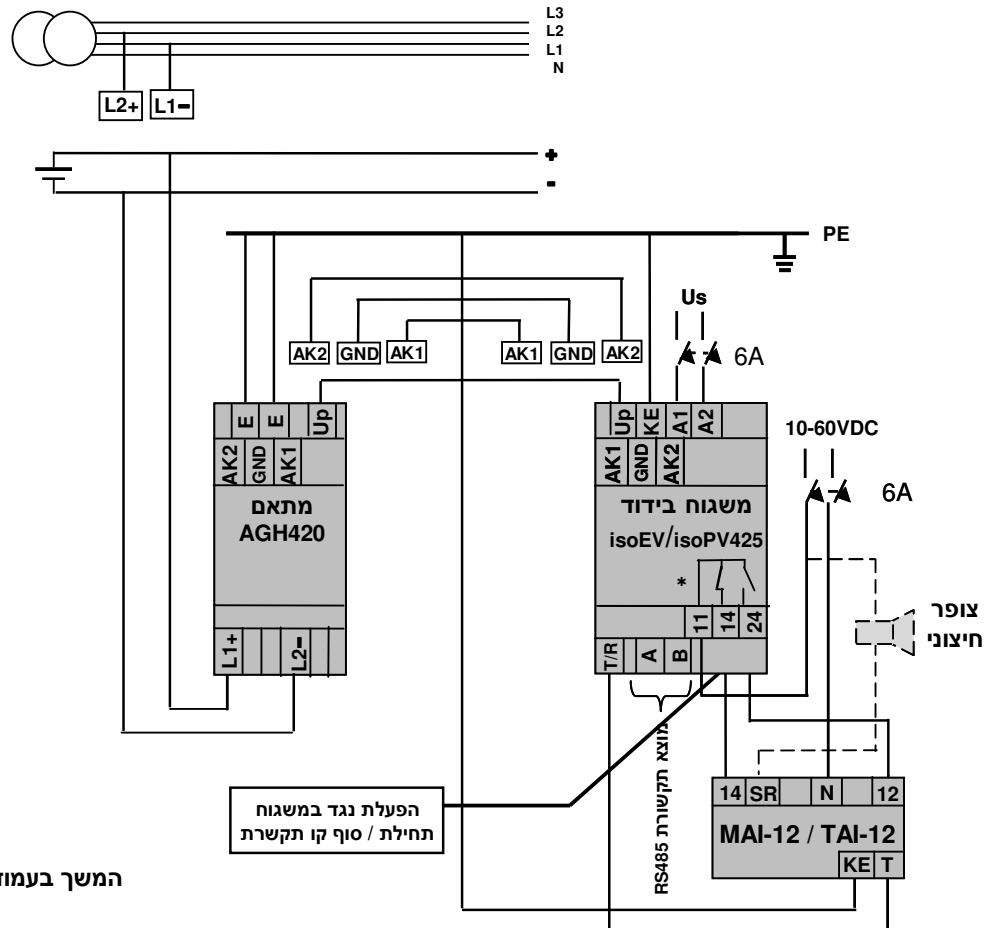 L3
L2
L1
N
L2+ L1-
+
-
PE
Us
AK2 GND AK1 AK1 GND AK2
6A
E E Up
Up KE A1 A2
10-60VDC
AK2 GND AK1
AK1 GND AK2
6A
מתאם
AGH420
משגוח בידוד
isoEV/isoPV425
*
צופר
חיצוני
11 14 24
L1+ L2-
T/R A B
מוצא תקשורת RS485
14 SR N 12
MAI-12 / TAI-12
KE T
הפעלת נגד במשגוח
תחילת / סוף קו תקשרת
המשך בעמוד